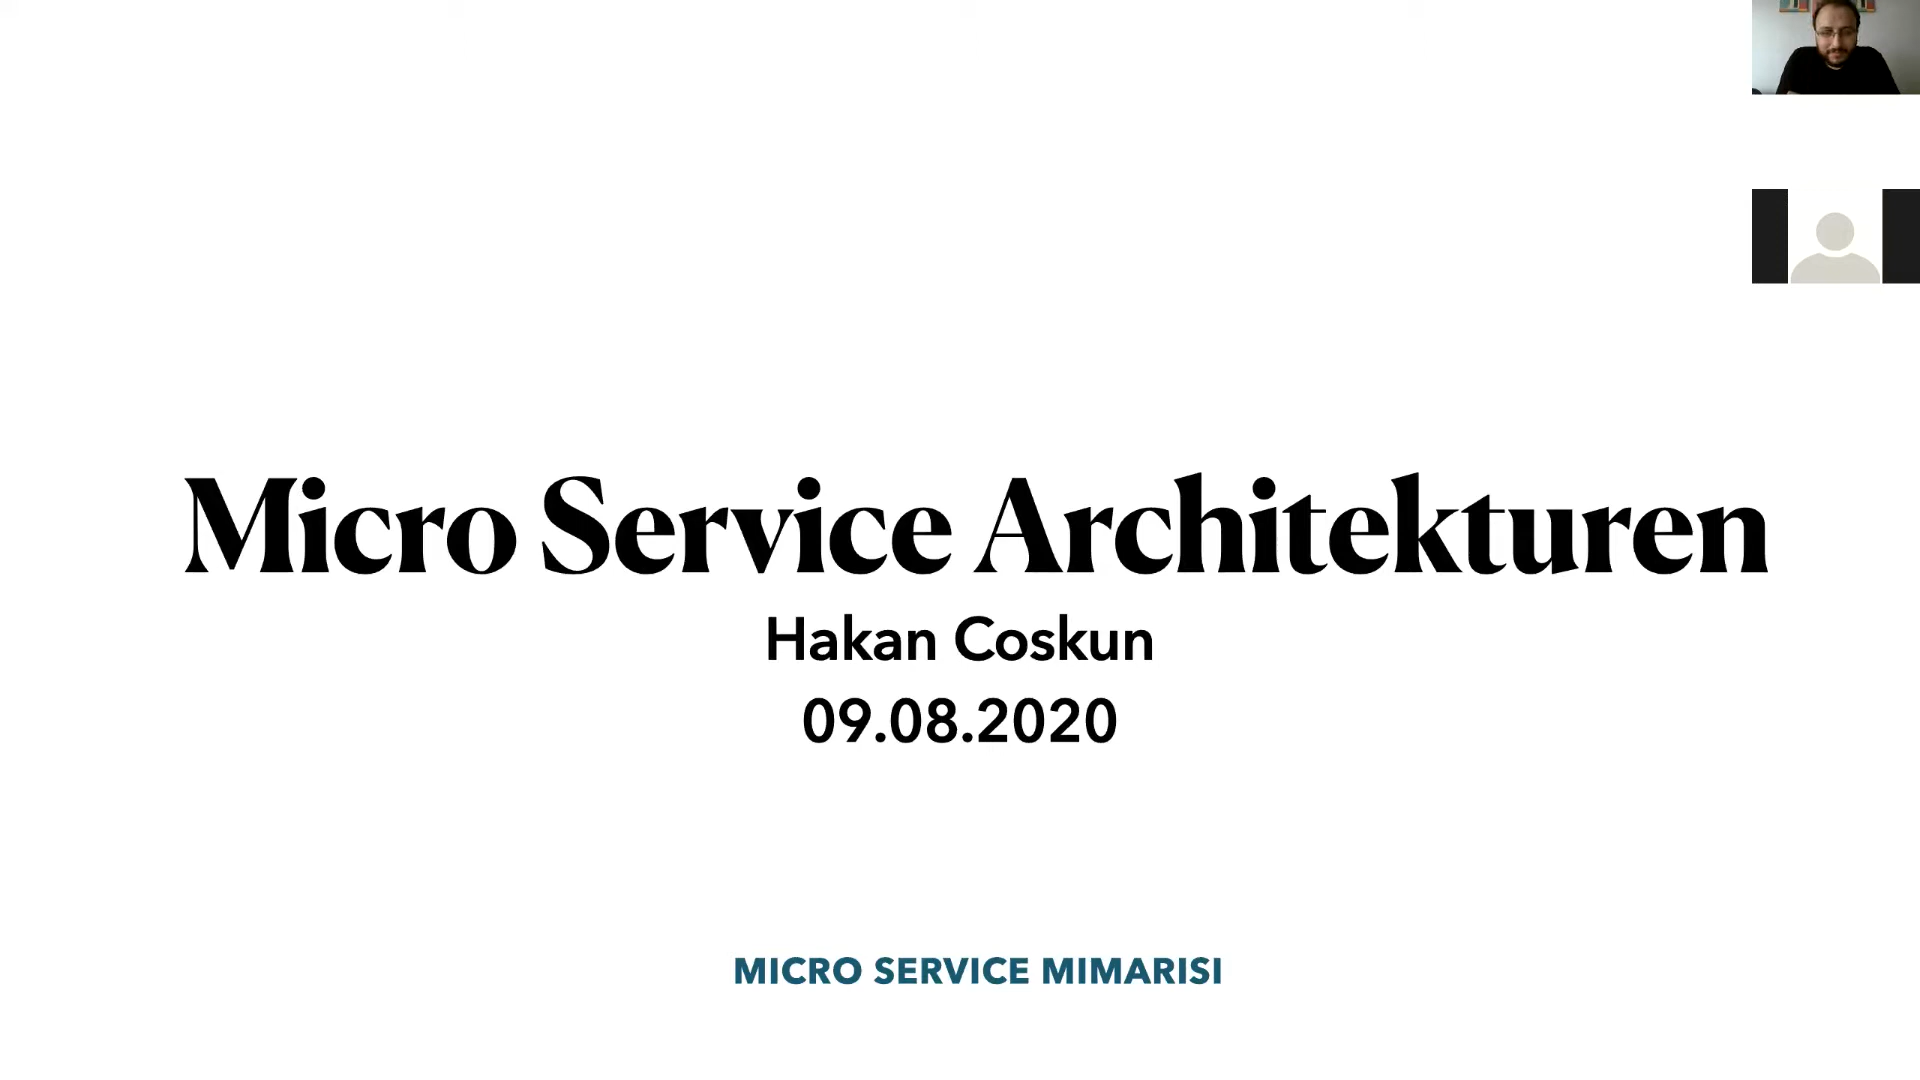 Micro Service Architekturen
Hakan Coskun
09.08.2020
MICRO SERVICE MIMARISI